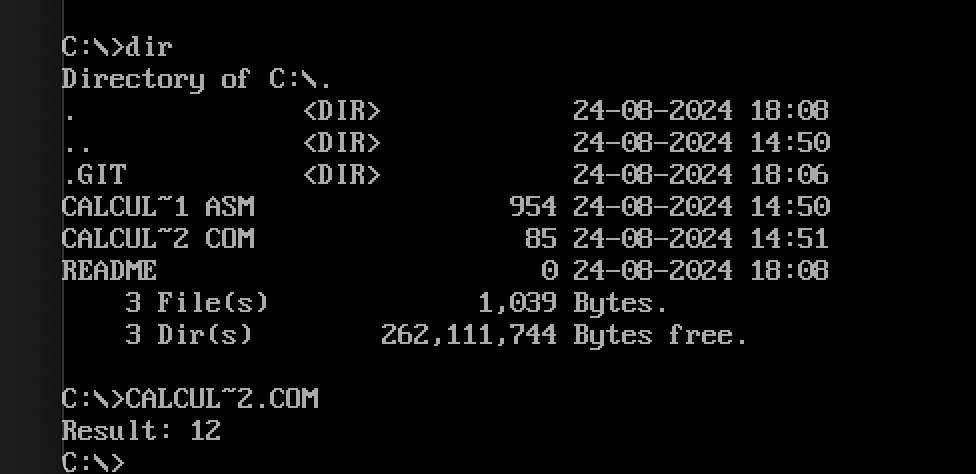 C:\>dir
Directory of C:\.
.              <DIR>            24-08-2024 18:08
..             <DIR>            24-08-2024 14:50
.GIT           <DIR>            24-08-2024 18:06
CALCUL~1 ASM                954 24-08-2024 14:50
CALCUL~2 COM                 85 24-08-2024 14:51
README                        0 24-08-2024 18:08
    3 File(s)             1,039 Bytes.
    3 Dir(s)        262,111,744 Bytes free.
C:\>CALCUL~2.COM
Result: 12
C:\>